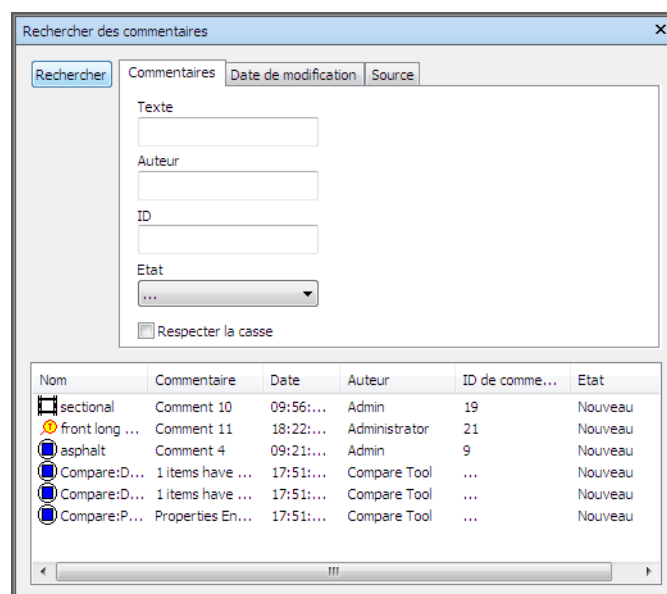 Rechercher des commentaires
Rechercher Commentaires Date de modification Source
Texte
Auteur
ID
Etat
...
Respecter la casse
Nom Commentaire Date Auteur ID de comme... Etat
sectional Comment 10 09:56:... Admin 19 Nouveau
T front long ... Comment 11 18:22:... Administrator 21 Nouveau
asphalt Comment 4 09:21:... Admin 9 Nouveau
Compare:D... 1 items have ... 17:51:... Compare Tool ... Nouveau
Compare:D... 1 items have ... 17:51:... Compare Tool ... Nouveau
Compare:P... Properties En... 17:51:... Compare Tool ... Nouveau